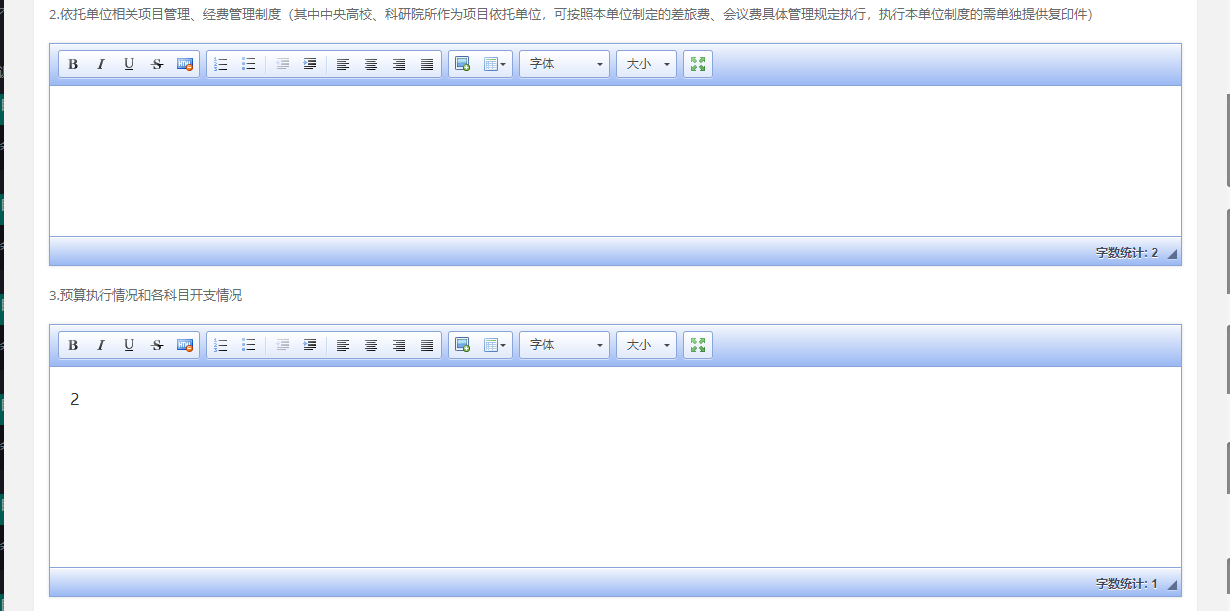 2.依托单位相关项目管理、经费管理制度（其中中央高校、科研院所作为项目依托单位，可按照本单位制定的差旅费、会议费具体管理规定执行，执行本单位制度的需单独提供复印件）
B I U S HTML 字体 大小
字数统计: 2
3.预算执行情况和各科目开支情况
B I U S HTML 字体 大小
2
字数统计: 1